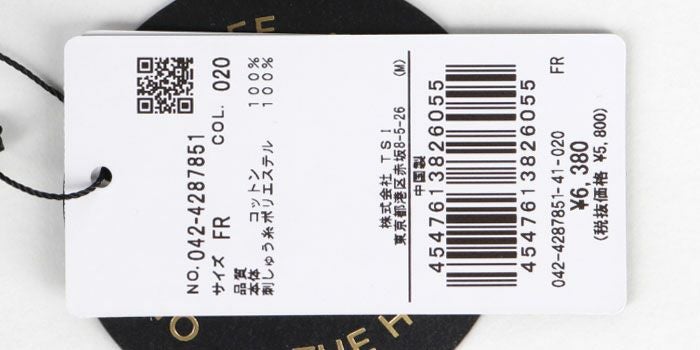 NO. 042-4287851
COL. 020
サイズ FR
品質
本体 コットン 100%
刺しゅう糸ポリエステル 100%
(M)
株式会社 TSI
東京都港区赤坂8-5-26
中国製
4547613826055
4547613826055
FR
042-4287851-41-020
¥6,380
(税抜価格 ¥5,800)
THE H